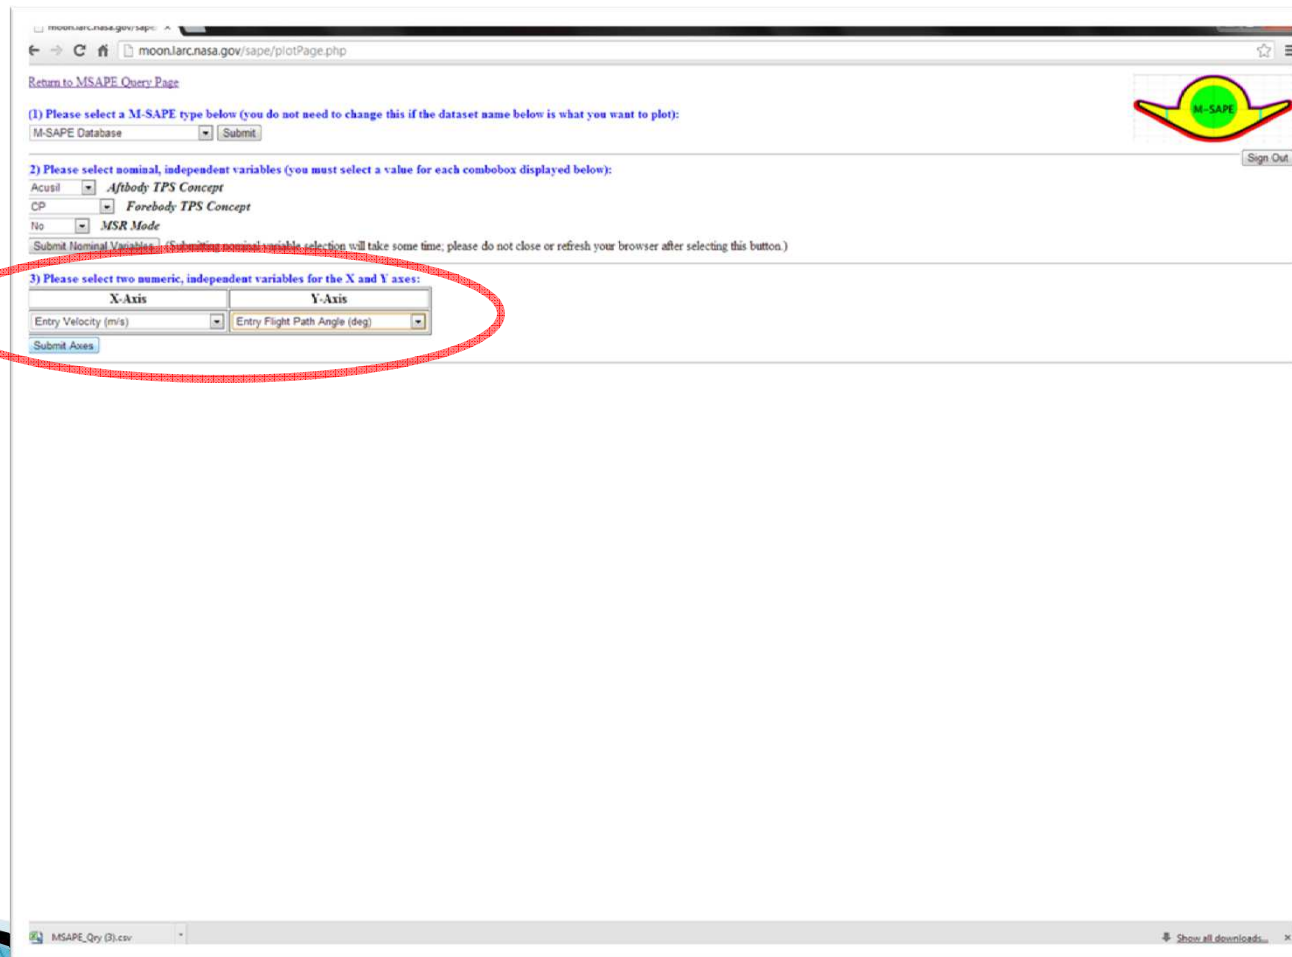 moon.larc.nasa.gov/sape
moon.larc.nasa.gov/sape/plotPage.php
Return to MSAPE Query Page
M-SAPE
(1) Please select a M-SAPE type below (you do not need to change this if the dataset name below is what you want to plot):
M-SAPE Database Submit
Sign Out
2) Please select nominal, independent variables (you must select a value for each combobox displayed below):
Acusil Aftbody TPS Concept
CP Forebody TPS Concept
No MSR Mode
Submit Nominal Variables (Submitting nominal variable selection will take some time; please do not close or refresh your browser after selecting this button.)
3) Please select two numeric, independent variables for the X and Y axes:
X-Axis Y-Axis
Entry Velocity (m/s) Entry Flight Path Angle (deg)
Submit Axes
MSAPE_Qry (3).csv Show all downloads...